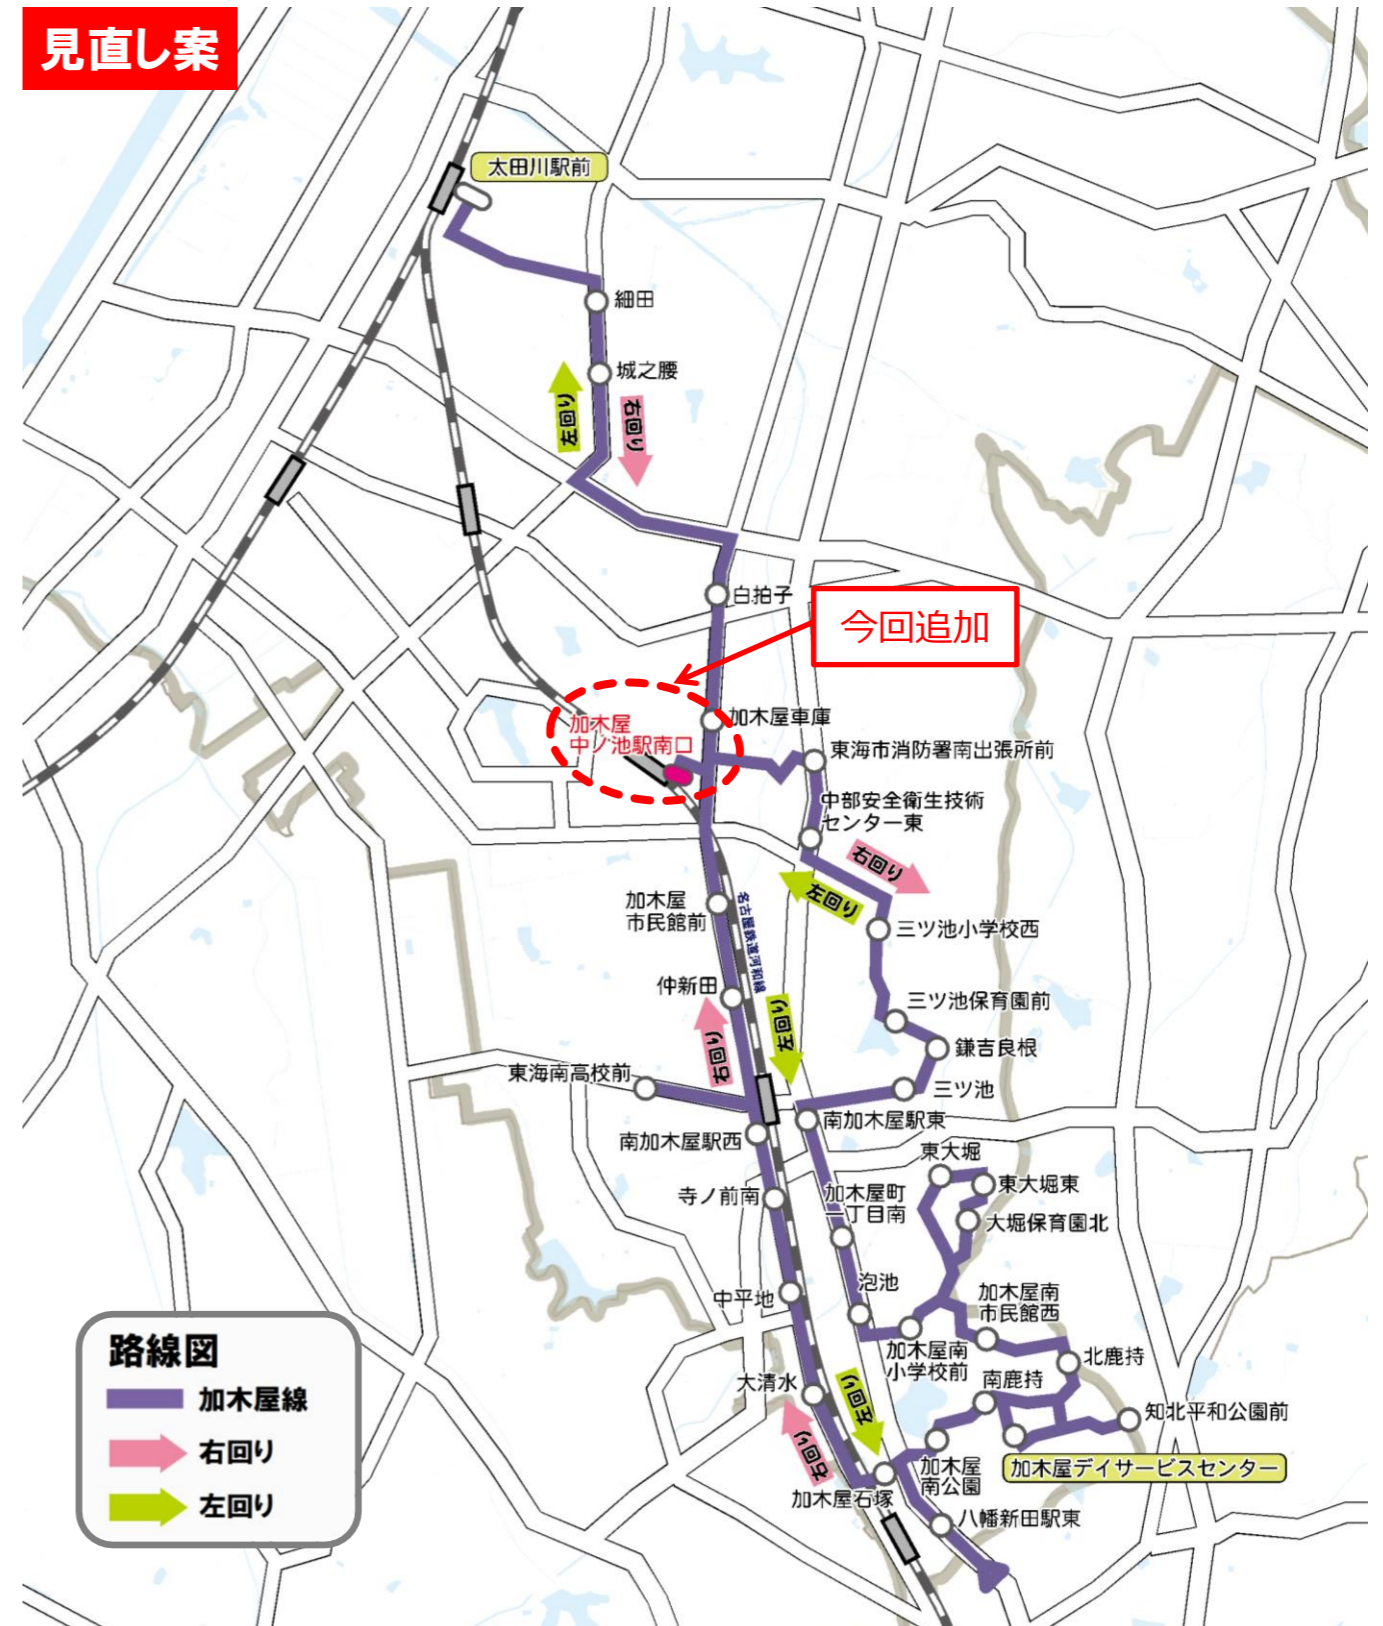 見直し案
太田川駅前
細田
城之腰
左回り
右回り
白拍子
今回追加
加木屋
中ノ池駅南口
加木屋車庫
東海市消防署南出張所前
中部安全衛生技術
センター東
右回り
左回り
加木屋
市民館前
名古屋鉄道河和線
三ツ池小学校西
仲新田
三ツ池保育園前
右回り
左回り
鎌吉良根
東海南高校前
三ツ池
南加木屋駅西
南加木屋駅東
東大堀
東大堀東
寺ノ前南
加木屋町
一丁目南
大堀保育園北
中平地
泡池
加木屋南
市民館西
加木屋南
小学校前
北鹿持
大清水
南鹿持
知北平和公園前
左回り
右回り
加木屋
南公園
加木屋デイサービスセンター
加木屋石塚
八幡新田駅東
路線図
加木屋線
右回り
左回り